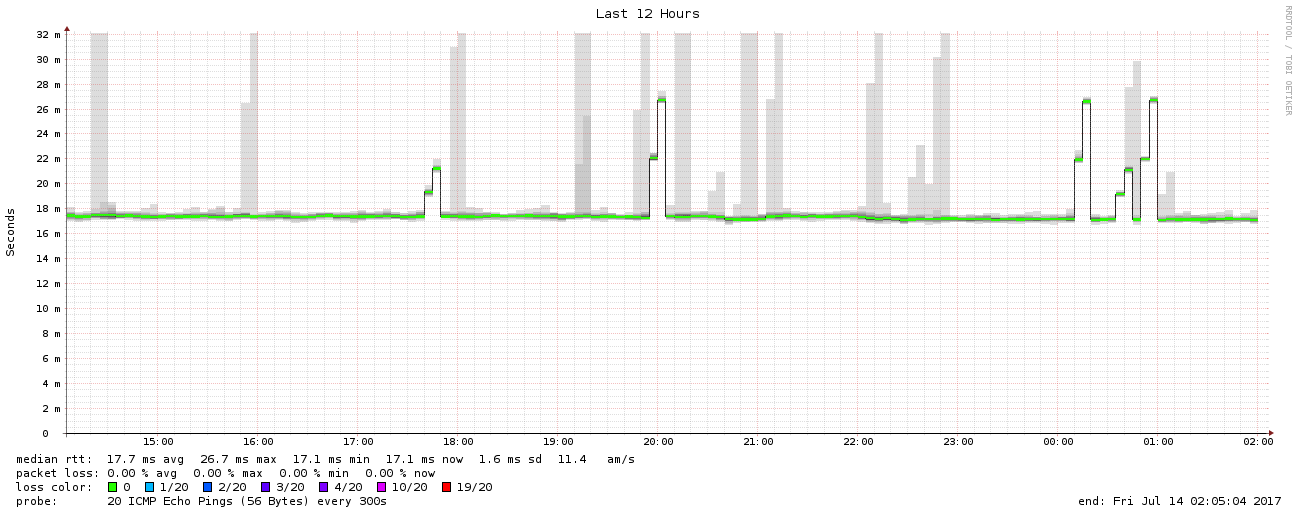 Last 12 Hours
RRDTOOL / TOBI OETIKER
Seconds
32 m
30 m
28 m
26 m
24 m
22 m
20 m
18 m
16 m
14 m
12 m
10 m
8 m
6 m
4 m
2 m
0
15:00 16:00 17:00 18:00 19:00 20:00 21:00 22:00 23:00 00:00 01:00 02:00
median rtt: 17.7 ms avg 26.7 ms max 17.1 ms min 17.1 ms now 1.6 ms sd 11.4 am/s
packet loss: 0.00 % avg 0.00 % max 0.00 % min 0.00 % now
loss color: 0 1/20 2/20 3/20 4/20 10/20 19/20
probe: 20 ICMP Echo Pings (56 Bytes) every 300s end: Fri Jul 14 02:05:04 2017